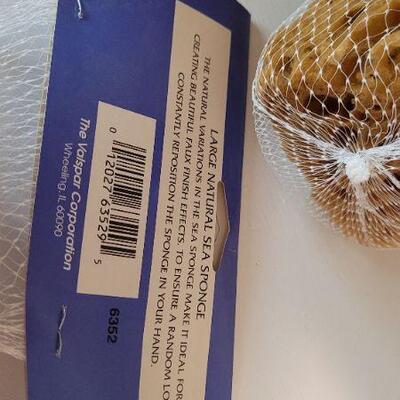 LARGE NATURAL SEA SPONGE
THE NATURAL VARIATIONS IN THE SEA SPONGE MAKE IT IDEAL FOR
CREATING BEAUTIFUL FAUX FINISH EFFECTS. TO ENSURE A RANDOM LO
CONSTANTLY REPOSITION THE SPONGE IN YOUR HAND.
0 12027 63529 5
6352
The Valspar Corporation
Wheeling, IL 60090